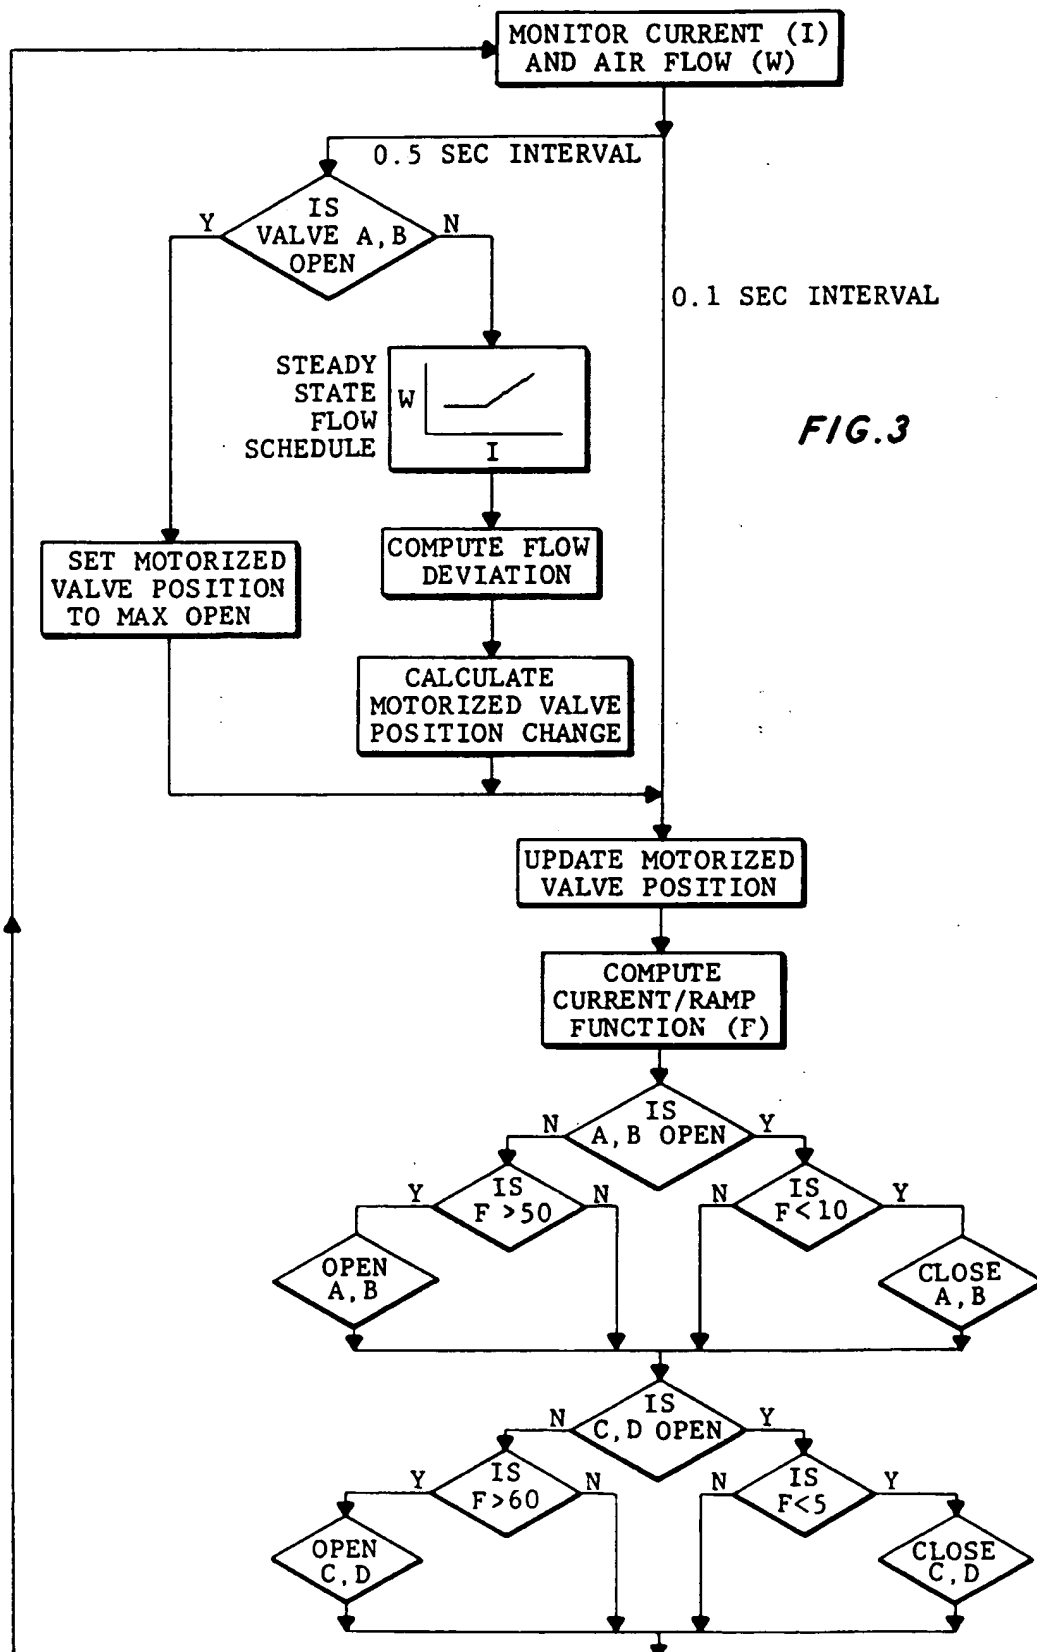 MONITOR CURRENT (I)
AND AIR FLOW (W)
0.5 SEC INTERVAL
IS
VALVE A,B
OPEN
Y
N
0.1 SEC INTERVAL
STEADY
STATE
FLOW
SCHEDULE
W
I
FIG.3
SET MOTORIZED
VALVE POSITION
TO MAX OPEN
COMPUTE FLOW
DEVIATION
CALCULATE
MOTORIZED VALVE
POSITION CHANGE
UPDATE MOTORIZED
VALVE POSITION
COMPUTE
CURRENT/RAMP
FUNCTION (F)
IS
A,B OPEN
N
Y
IS
F >50
Y
N
IS
F<10
N
Y
OPEN
A,B
CLOSE
A,B
IS
C,D OPEN
N
Y
IS
F>60
Y
N
IS
F<5
N
Y
OPEN
C,D
CLOSE
C,D